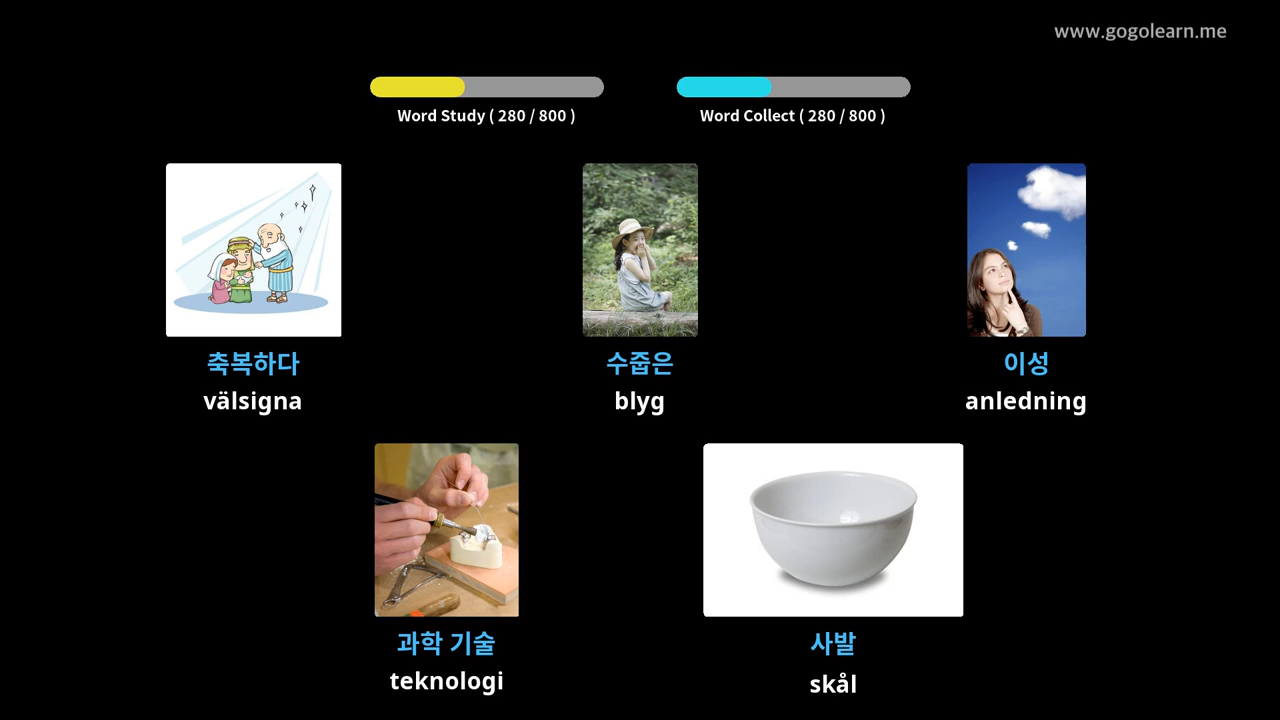 www.gogolearn.me
Word Study ( 280 / 800 )
Word Collect ( 280 / 800 )
축복하다
välsigna
수줍은
blyg
이성
anledning
과학 기술
teknologi
사발
skål